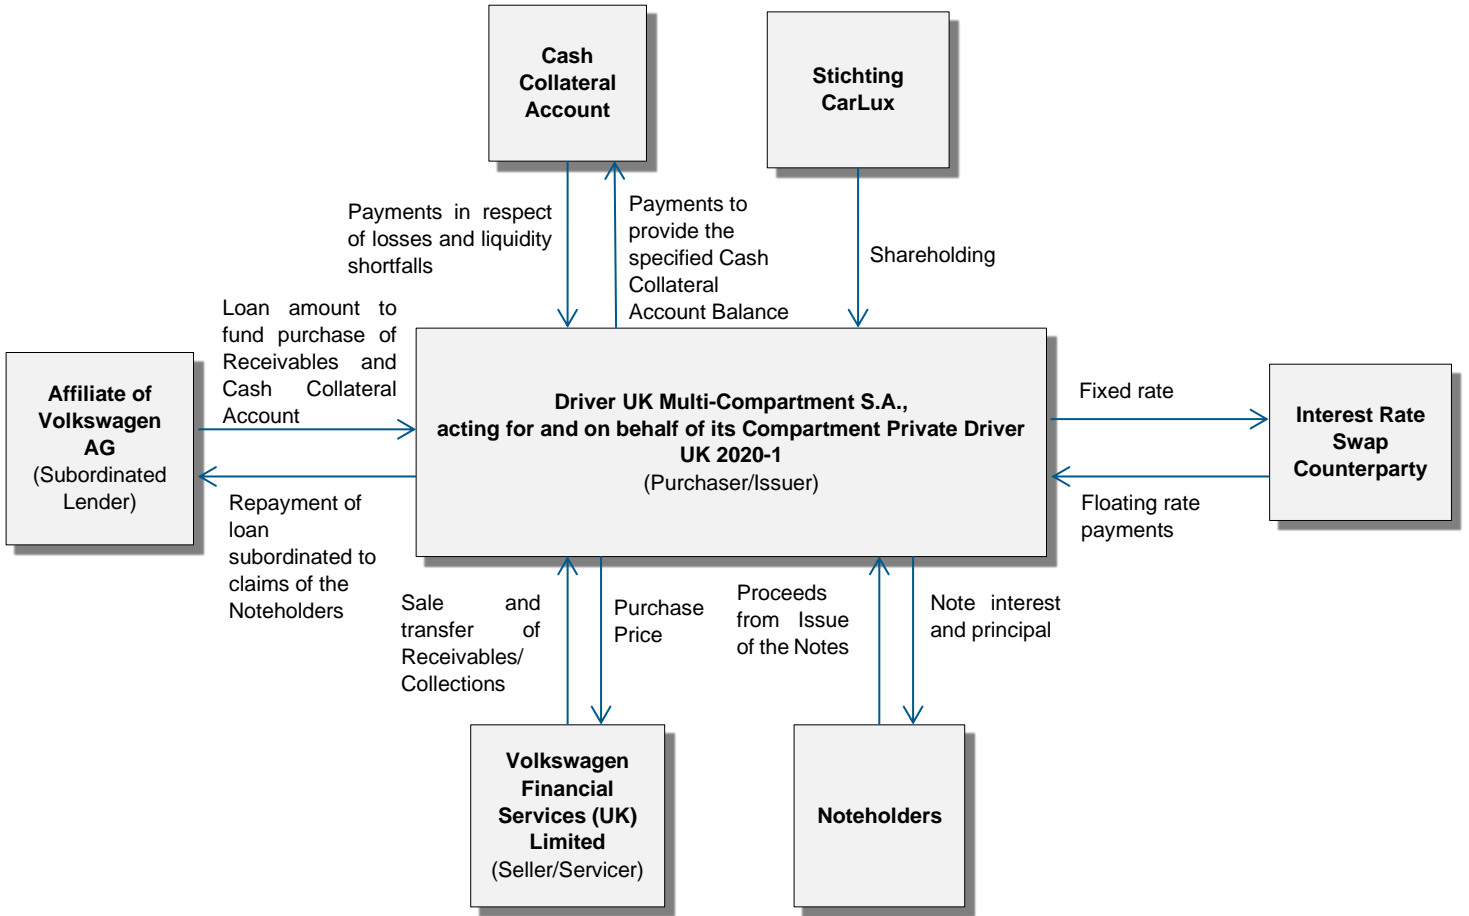 Cash
Collateral
Account
Stichting
CarLux
Payments in respect
of losses and liquidity
shortfalls
Payments to
provide the
specified Cash
Collateral
Account Balance
Shareholding
Loan amount to
fund purchase of
Receivables and
Cash Collateral
Account
Affiliate of
Volkswagen
AG
(Subordinated
Lender)
Driver UK Multi-Compartment S.A.,
acting for and on behalf of its Compartment Private Driver
UK 2020-1
(Purchaser/Issuer)
Fixed rate
Interest Rate
Swap
Counterparty
Floating rate
payments
Repayment of
loan
subordinated to
claims of the
Noteholders
Sale and
transfer of
Receivables/
Collections
Purchase
Price
Proceeds
from Issue
of the Notes
Note interest
and principal
Volkswagen
Financial
Services (UK)
Limited
(Seller/Servicer)
Noteholders